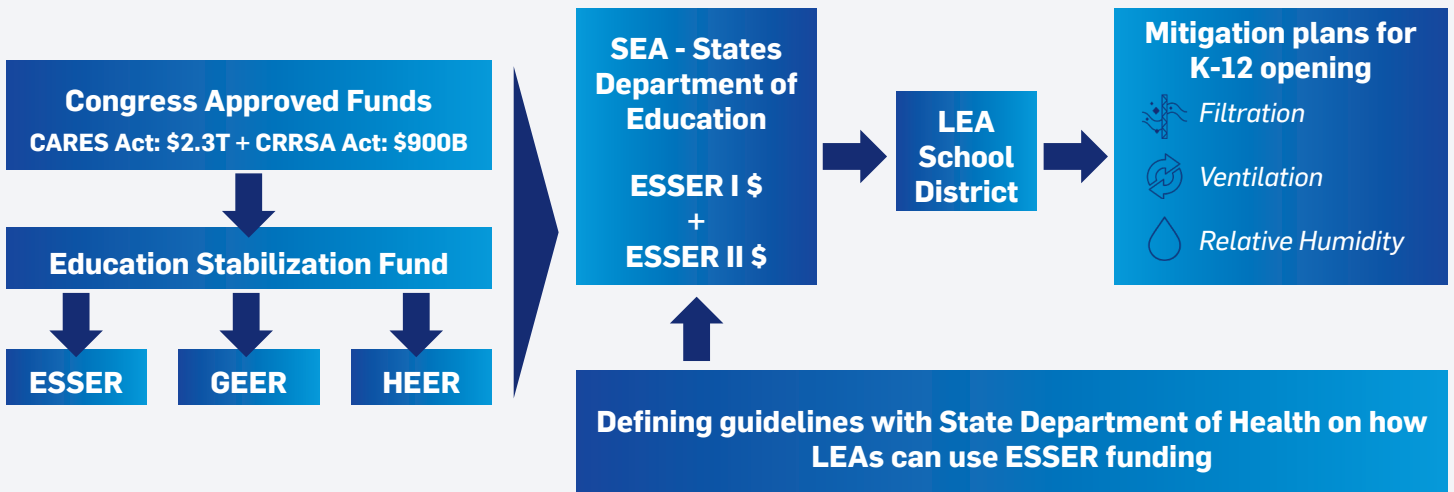 Congress Approved Funds
CARES Act: $2.3T + CRRSA Act: $900B
Education Stabilization Fund
ESSER
GEER
HEER
SEA - States
Department of
Education
ESSER I $
+
ESSER II $
LEA
School
District
Mitigation plans for
K-12 opening
Filtration
Ventilation
Relative Humidity
Defining guidelines with State Department of Health on how
LEAs can use ESSER funding